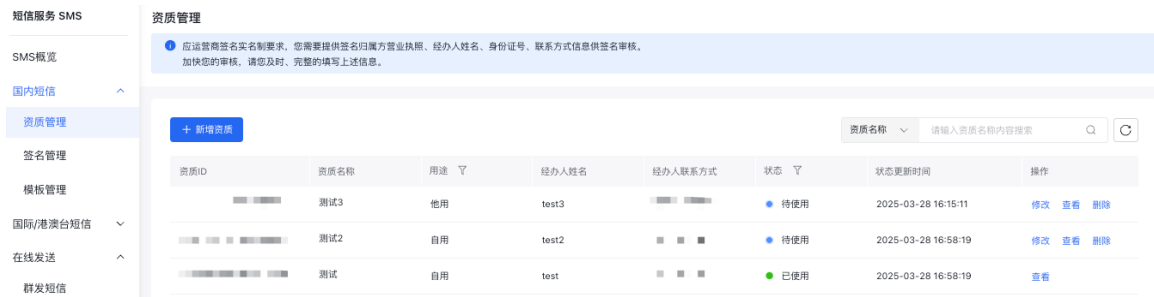 短信服务 SMS
SMS概览
国内短信
资质管理
签名管理
模板管理
国际/港澳台短信
在线发送
群发短信
资质管理
应运营商签名实名制要求，您需要提供签名归属方营业执照、经办人姓名、身份证号、联系方式信息供签名审核。
加快您的审核，请您及时、完整的填写上述信息。
+ 新增资质
资质名称 请输入资质名称内容搜索
资质ID 资质名称 用途 经办人姓名 经办人联系方式 状态 状态更新时间 操作
测试3 他用 test3 待使用 2025-03-28 16:15:11 修改 查看 删除
测试2 自用 test2 待使用 2025-03-28 16:58:19 修改 查看 删除
测试 自用 test 已使用 2025-03-28 16:58:19 查看